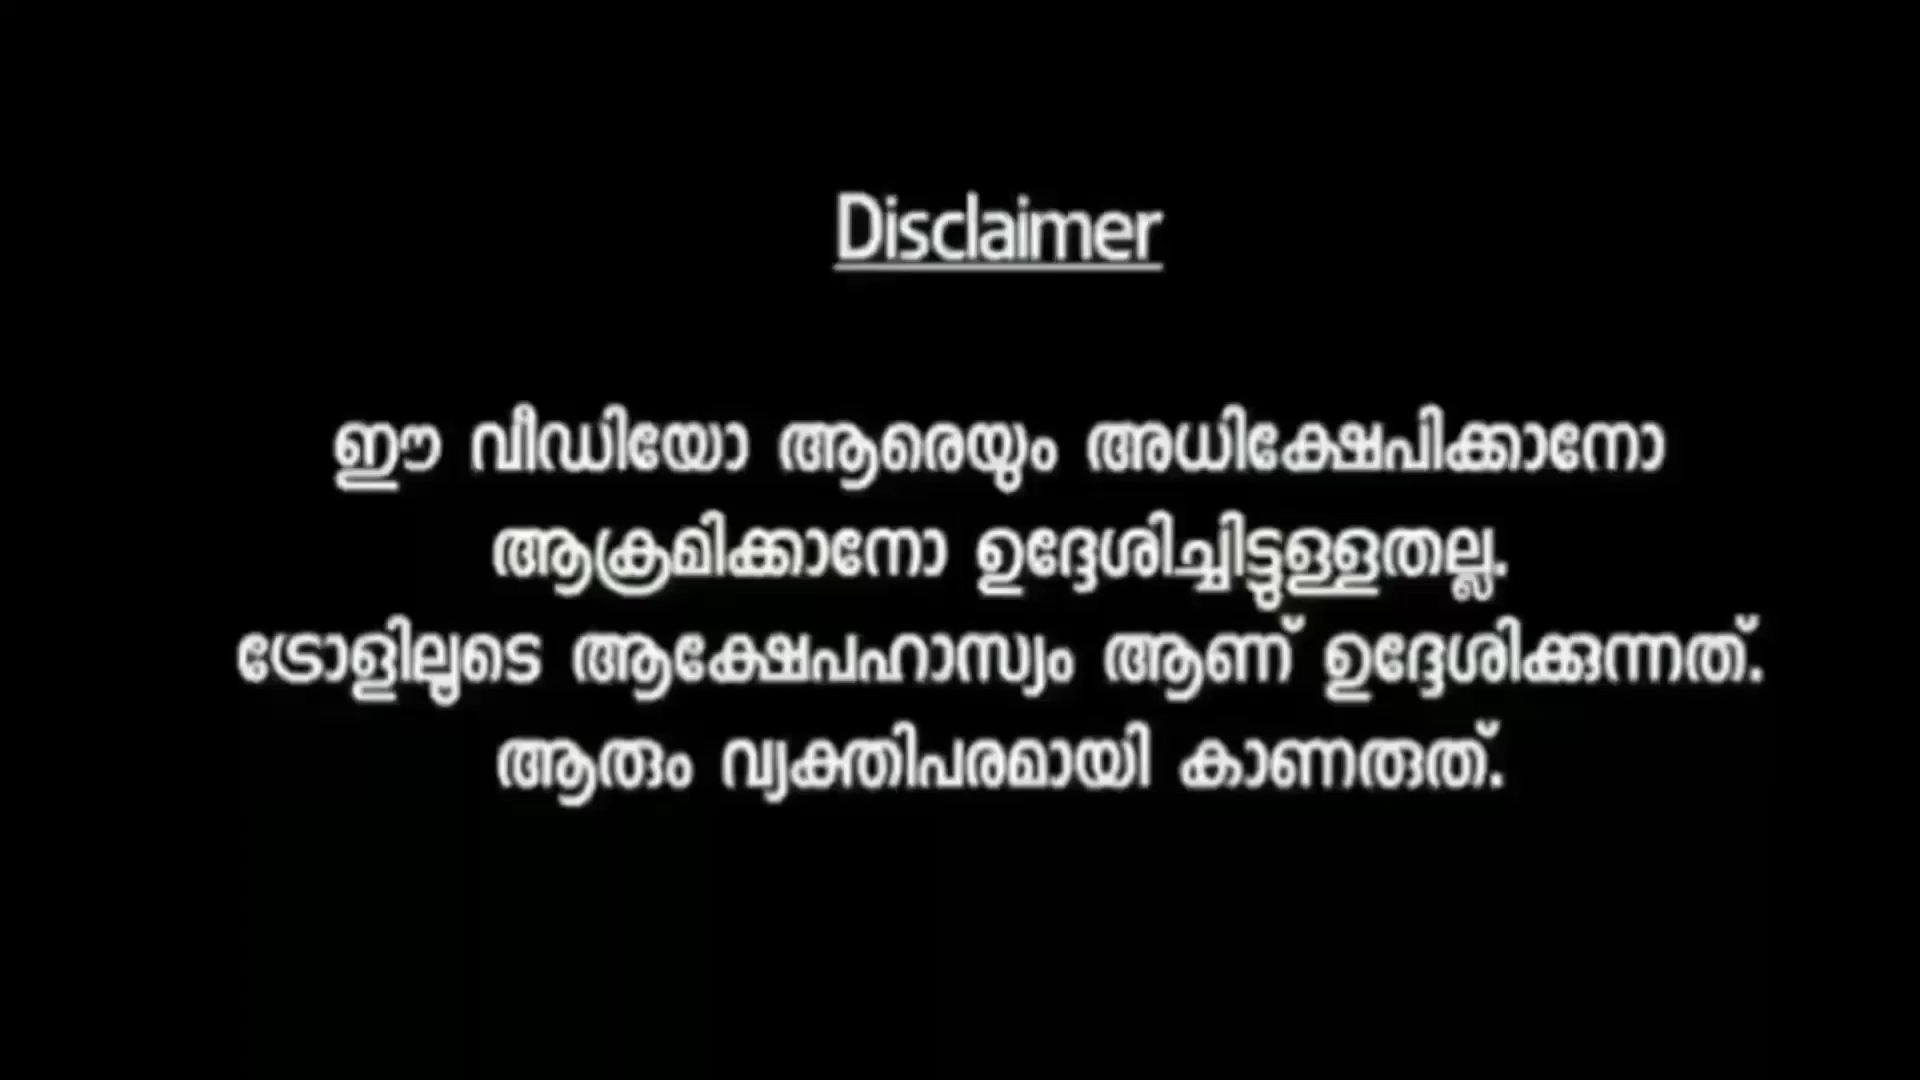 Disclaimer
ഈ വീഡിയോ ആരെയും അധിക്ഷേപിക്കാനോ
ആക്രമിക്കാനോ ഉദ്ദേശിച്ചിട്ടുള്ളതല്ല.
ട്രോളിലൂടെ ആക്ഷേപഹാസ്യം ആണ് ഉദ്ദേശിക്കുന്നത്.
ആരും വ്യക്തിപരമായി കാണരുത്.